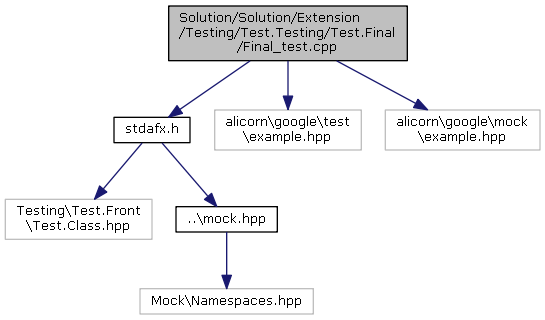 Solution/Solution/Extension
/Testing/Test.Testing/Test.Final
/Final_test.cpp
stdafx.h
alicorn\google\test
\example.hpp
alicorn\google\mock
\example.hpp
Testing\Test.Front
\Test.Class.hpp
..\mock.hpp
Mock\Namespaces.hpp